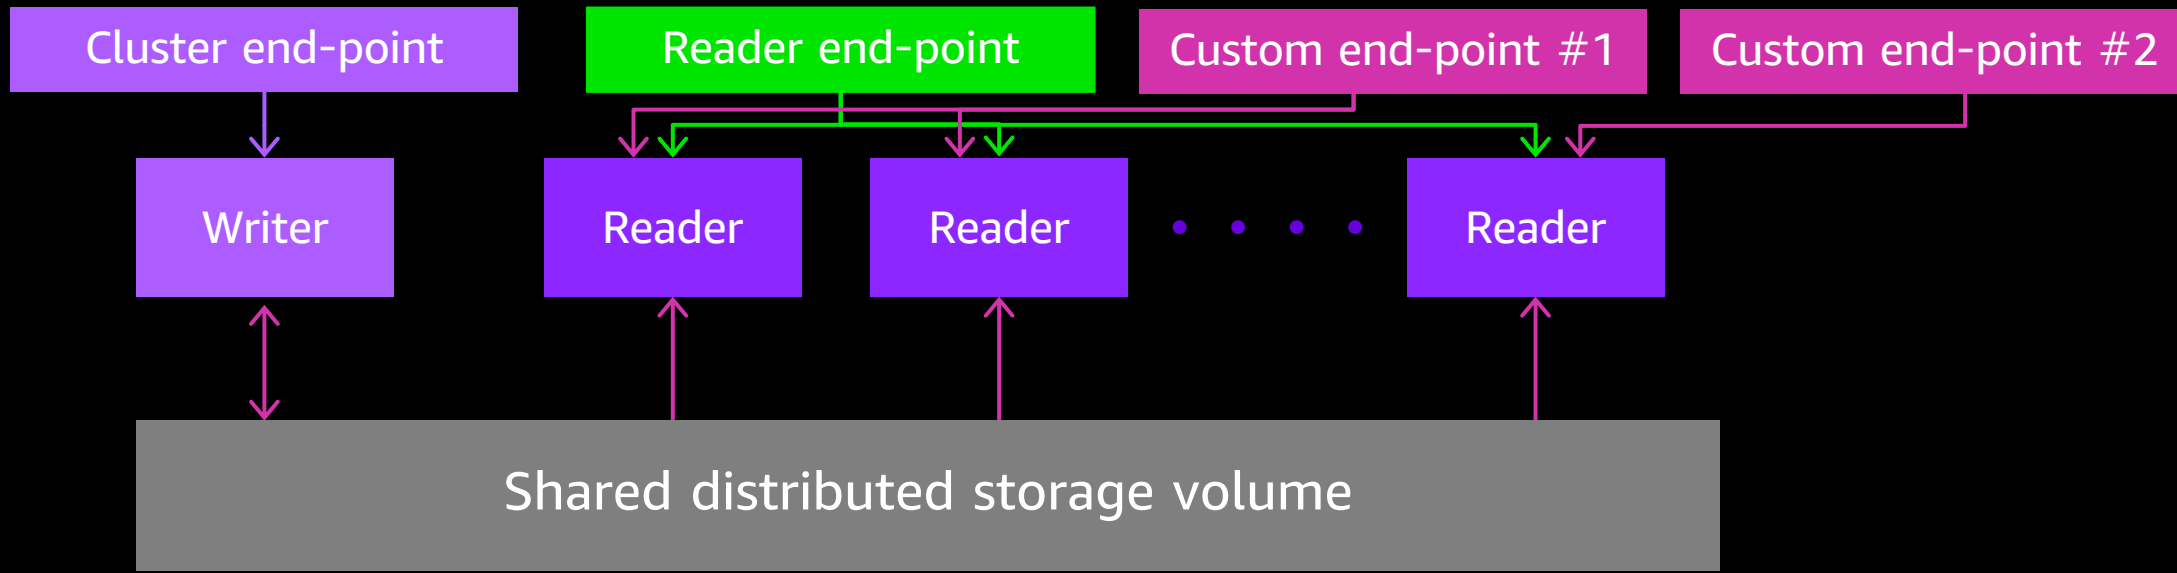 Cluster end-point
Reader end-point
Custom end-point #1
Custom end-point #2
Writer
Reader
Reader
Reader
Shared distributed storage volume